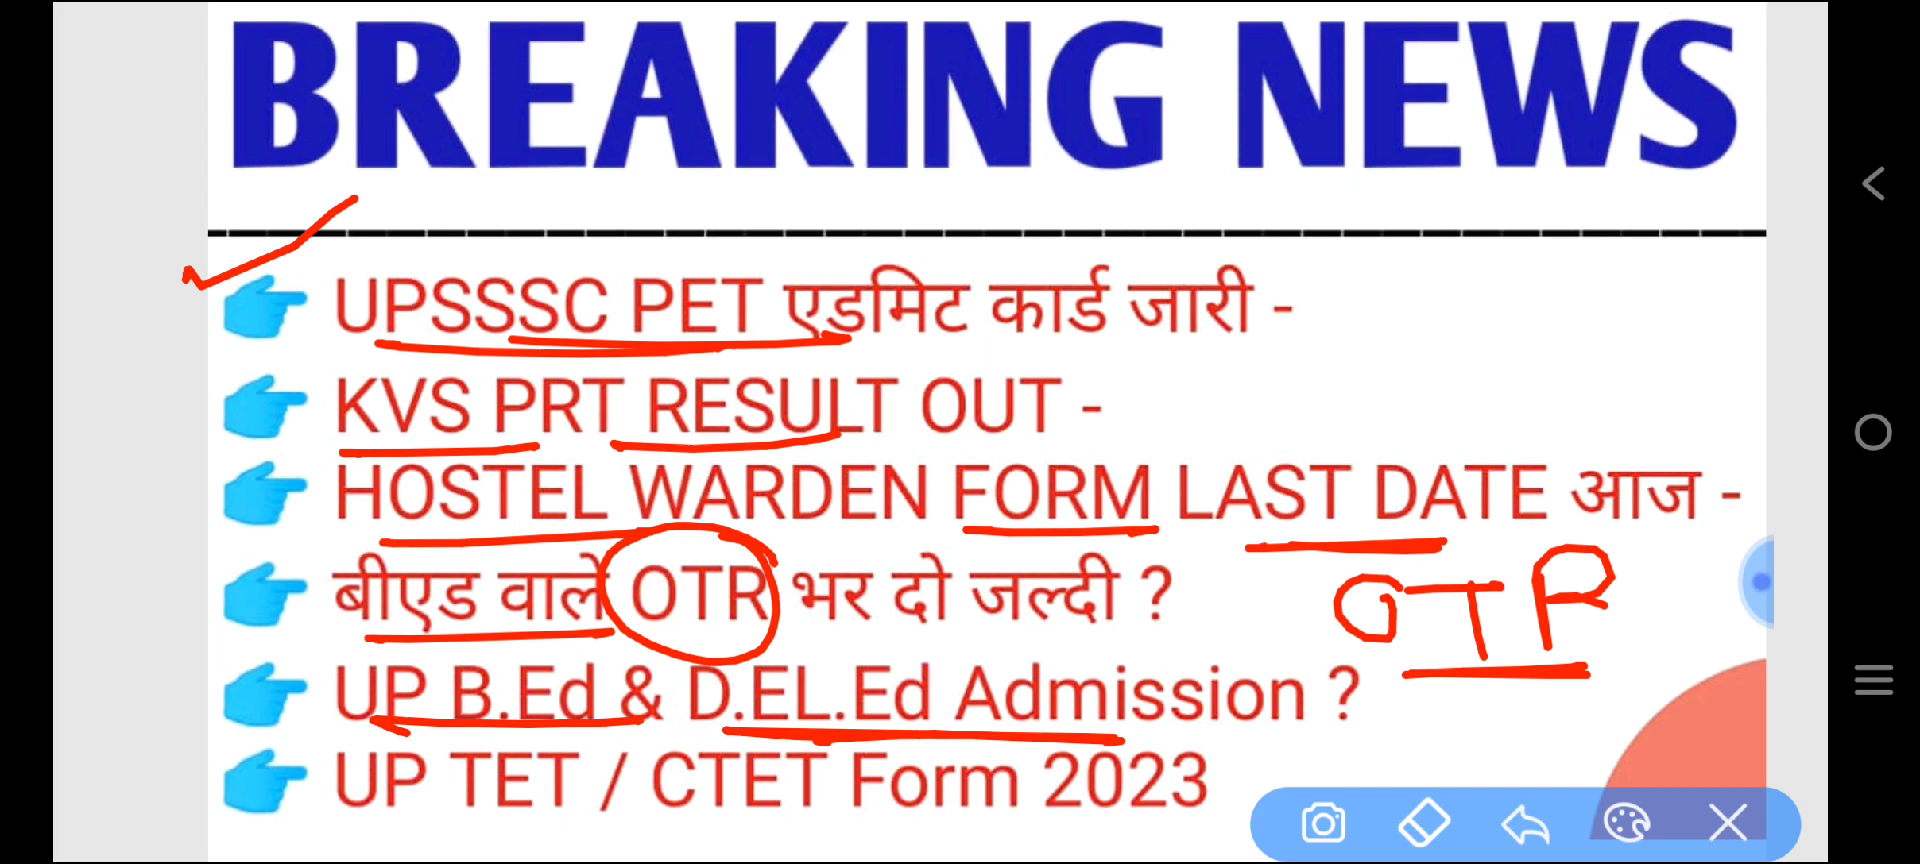 BREAKING NEWS
UPSSSC PET एडमिट कार्ड जारी -
KVS PRT RESULT OUT -
HOSTEL WARDEN FORM LAST DATE आज -
बीएड वाले OTR भर दो जल्दी ?
OTR
UP B.Ed & D.EL.Ed Admission ?
UP TET / CTET Form 2023